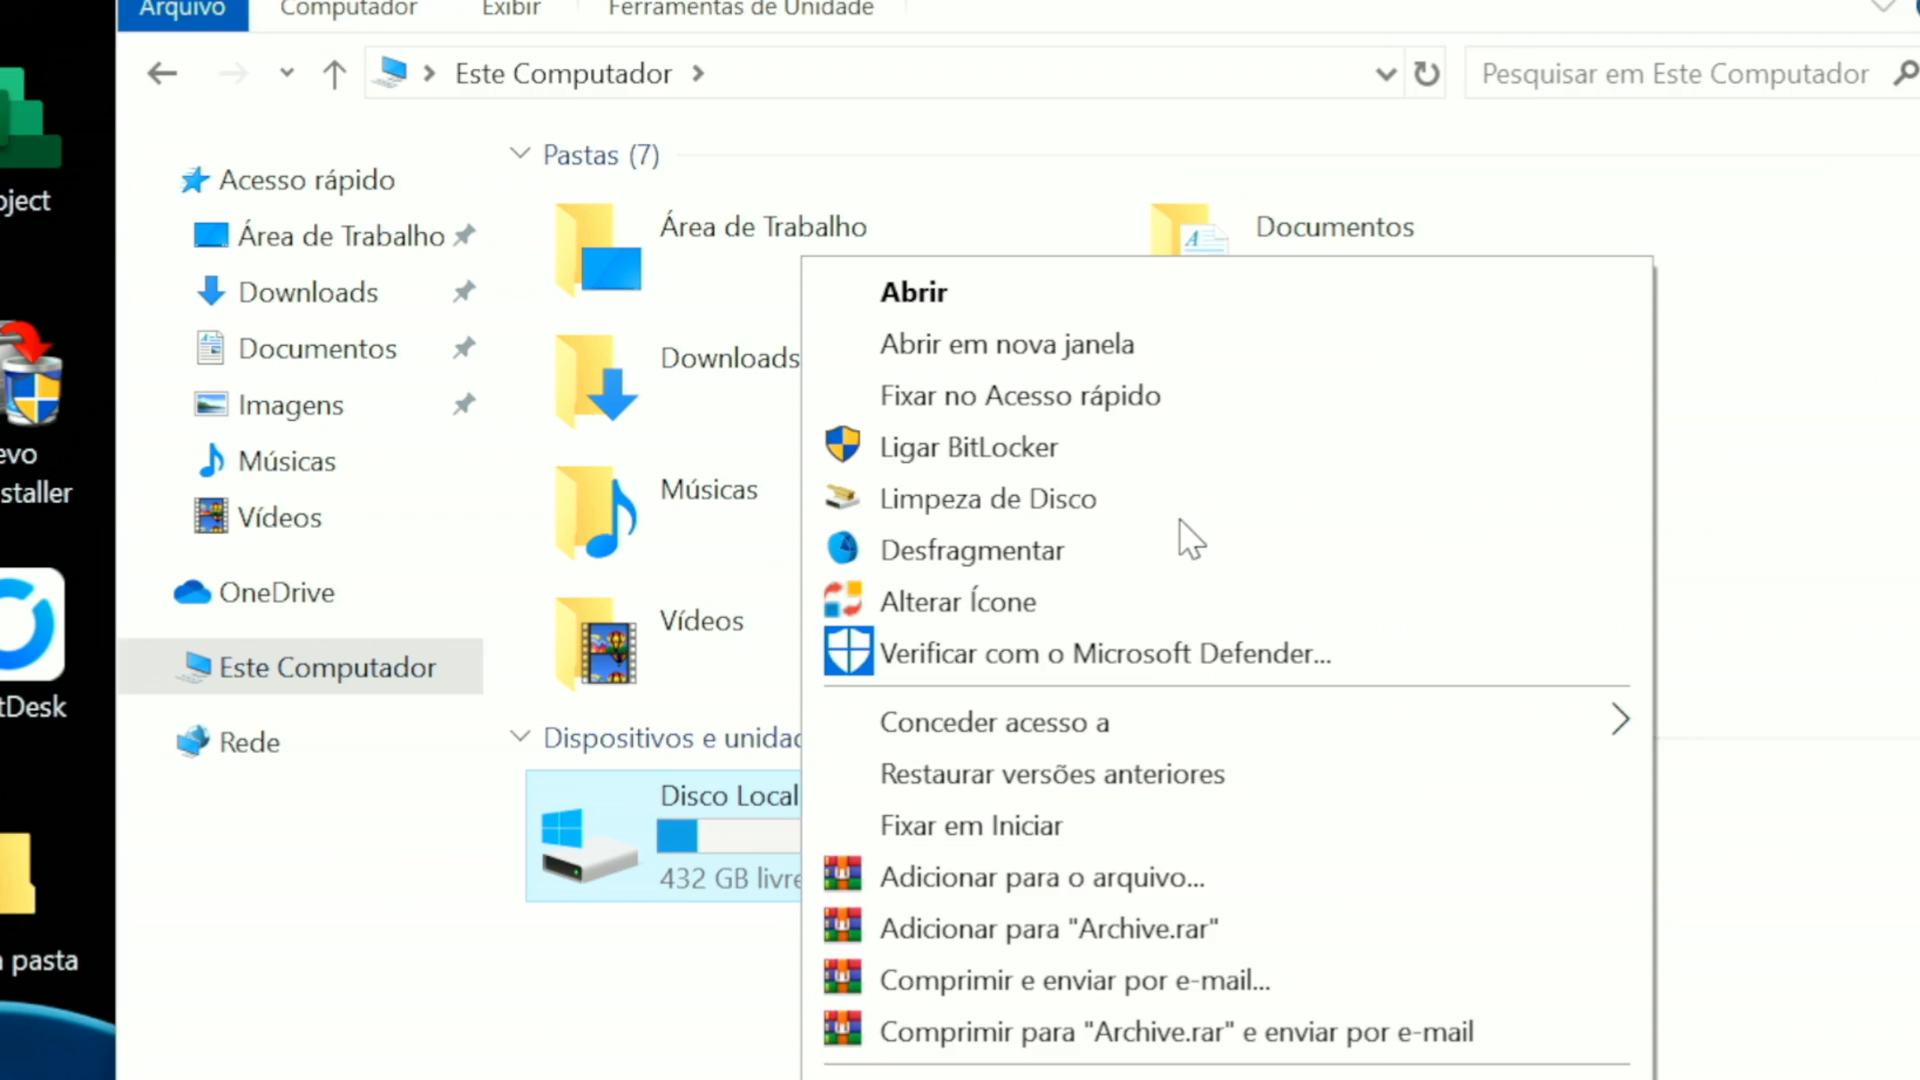 Arquivo
Computador
Exibir
Ferramentas de Unidade
Este Computador
Pesquisar em Este Computador
Acesso rápido
Área de Trabalho
Downloads
Documentos
Imagens
Músicas
Vídeos
OneDrive
Este Computador
Rede
Pastas (7)
Área de Trabalho
Documentos
Downloads
Músicas
Vídeos
Dispositivos e unidad
Disco Local
432 GB livre
Abrir
Abrir em nova janela
Fixar no Acesso rápido
Ligar BitLocker
Limpeza de Disco
Desfragmentar
Alterar Ícone
Verificar com o Microsoft Defender...
Conceder acesso a
Restaurar versões anteriores
Fixar em Iniciar
Adicionar para o arquivo...
Adicionar para "Archive.rar"
Comprimir e enviar por e-mail...
Comprimir para "Archive.rar" e enviar por e-mail
oject
evo
staller
tDesk
a pasta